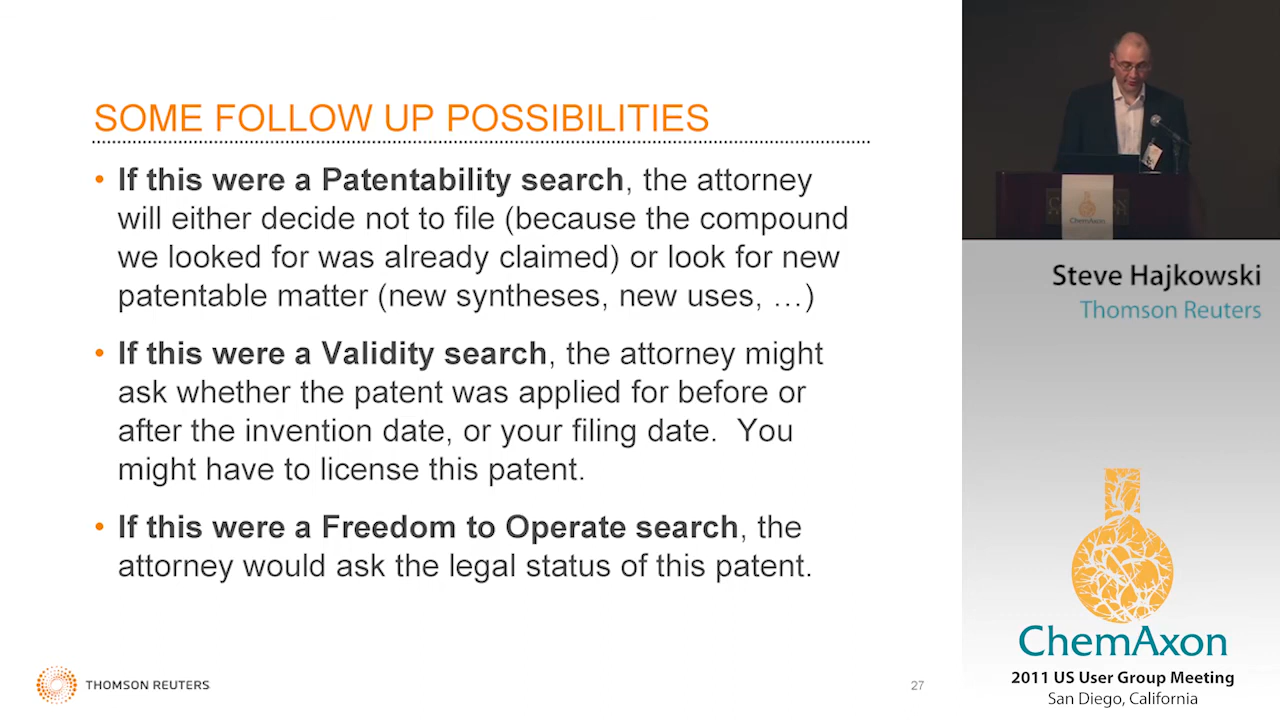 SOME FOLLOW UP POSSIBILITIES
• If this were a Patentability search, the attorney
will either decide not to file (because the compound
we looked for was already claimed) or look for new
patentable matter (new syntheses, new uses, …)
• If this were a Validity search, the attorney might
ask whether the patent was applied for before or
after the invention date, or your filing date.  You
might have to license this patent.
• If this were a Freedom to Operate search, the
attorney would ask the legal status of this patent.
THOMSON REUTERS
27
ChemAxon
Steve Hajkowski
Thomson Reuters
ChemAxon
2011 US User Group Meeting
San Diego, California